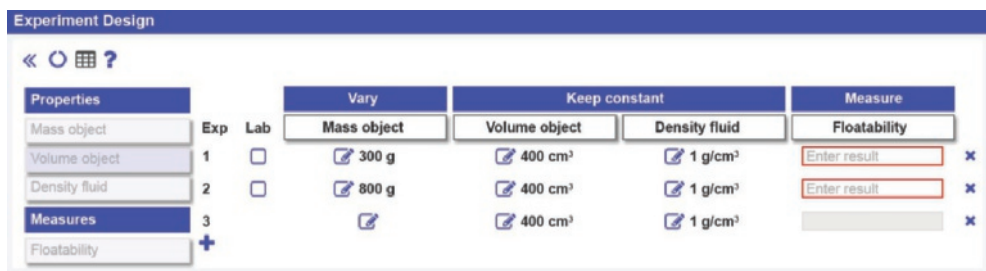 Experiment Design
?
Properties
Vary
Keep constant
Measure
Mass object
Exp
Lab
Mass object
Volume object
Density fluid
Floatability
Volume object
1
300 g
400 cm³
1 g/cm³
Enter result
Density fluid
2
800 g
400 cm³
1 g/cm³
Enter result
Measures
3
400 cm³
1 g/cm³
Floatability